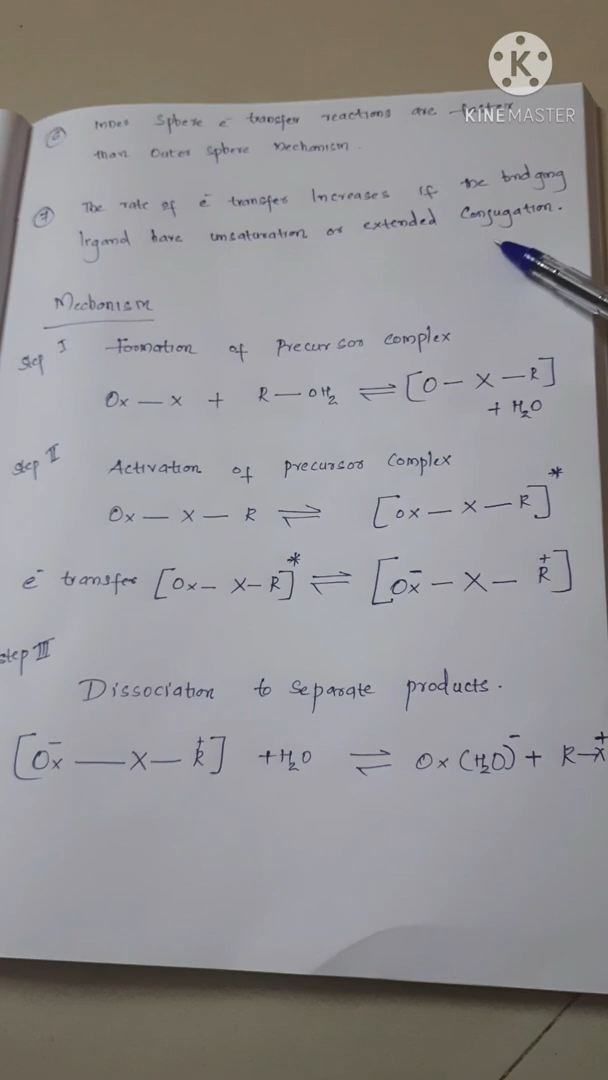 K
KINEMASTER
⑥ Inner Sphere e⁻ transfer reactions are faster
than Outer Sphere Mechanism.
⑦ The rate of e⁻ transfer Increases if the bridging
ligand have unsaturation or extended Conjugation.
Mechanism
Step I Formation of Precursor complex
Ox — X + R — OH₂ ⇌ [O — X — R]
+ H₂O
Step II Activation of precursor Complex
Ox — X — R ⇌ [Ox — X — R]*
e⁻ transfer [Ox — X — R]* ⇌ [Ox⁻ — X — R⁺]
Step III
Dissociation to separate products.
[Ox⁻ — X — R⁺] + H₂O ⇌ Ox(H₂O)⁻ + R—X⁺